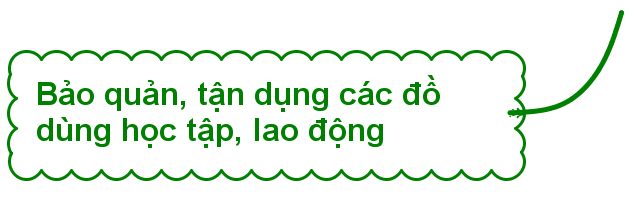 Bảo quản, tận dụng các đồ
dùng học tập, lao động